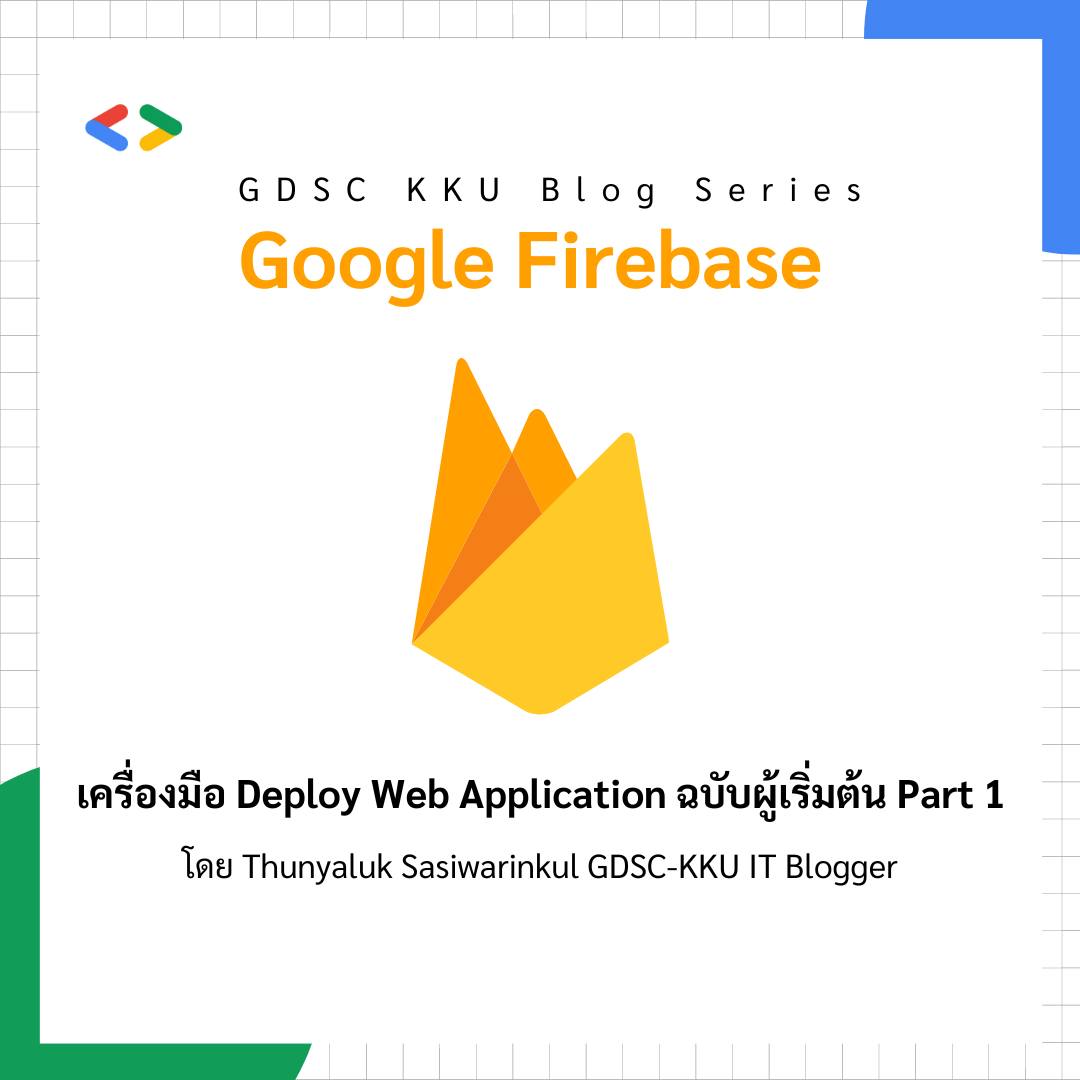 GDSC KKU Blog Series
Google Firebase
เครื่องมือ Deploy Web Application ฉบับผู้เริ่มต้น Part 1
โดย Thunyaluk Sasiwarinkul GDSC-KKU IT Blogger